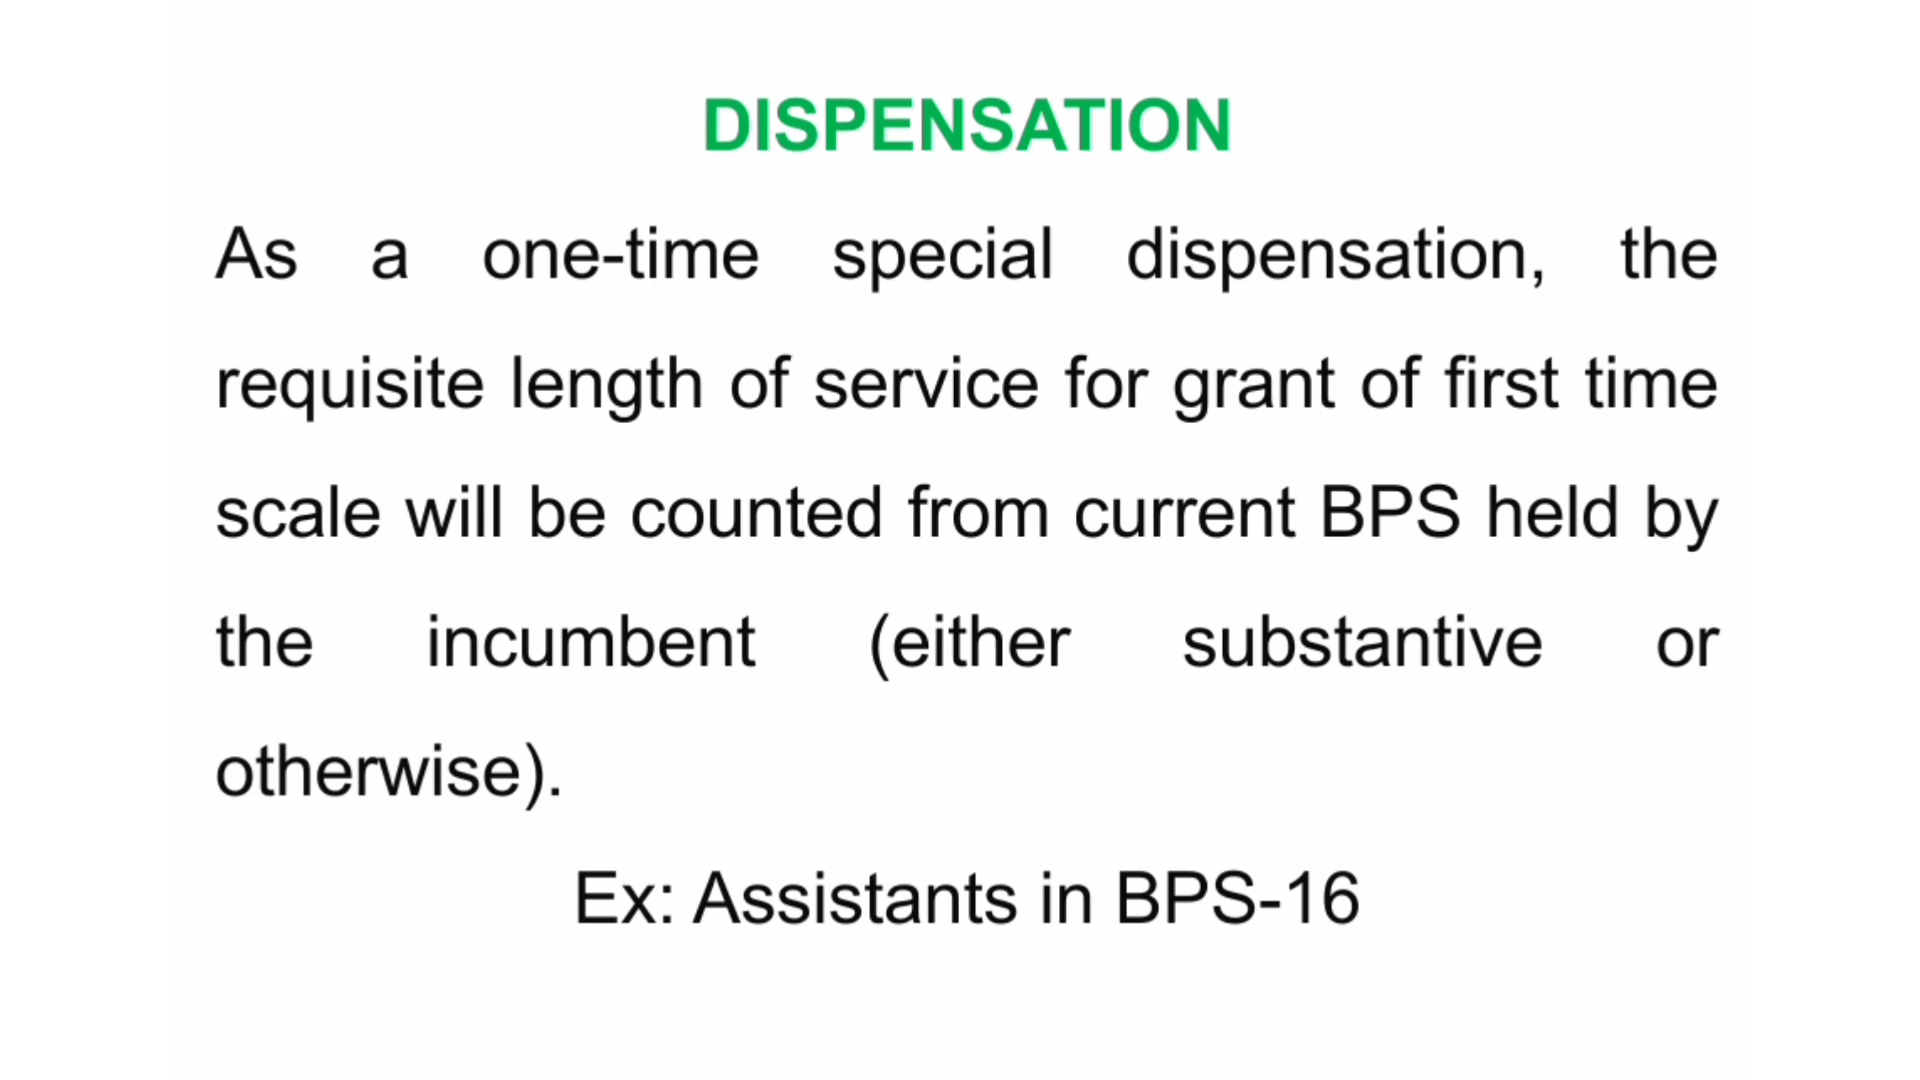 DISPENSATION
As a one-time special dispensation, the
requisite length of service for grant of first time
scale will be counted from current BPS held by
the incumbent (either substantive or
otherwise).
Ex: Assistants in BPS-16